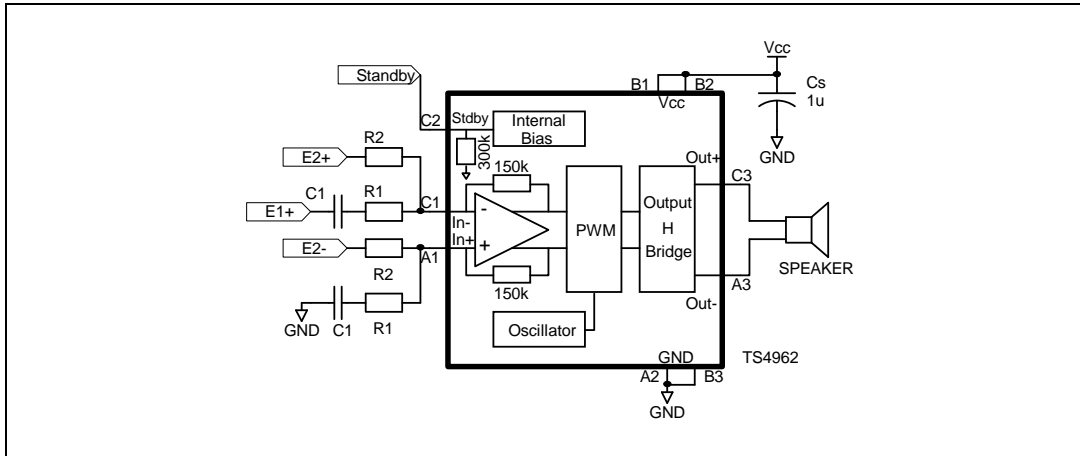 Vcc
Standby
B1
B2
Vcc
Cs
1u
C2
Stdby
Internal
Bias
GND
R2
300k
E2+
150k
Out+
C3
C1
R1
C1
E1+
In-
-
PWM
Output
H
Bridge
In+
+
E2-
A1
SPEAKER
R2
150k
A3
Out-
GND
C1
R1
Oscillator
GND
TS4962
A2
B3
GND